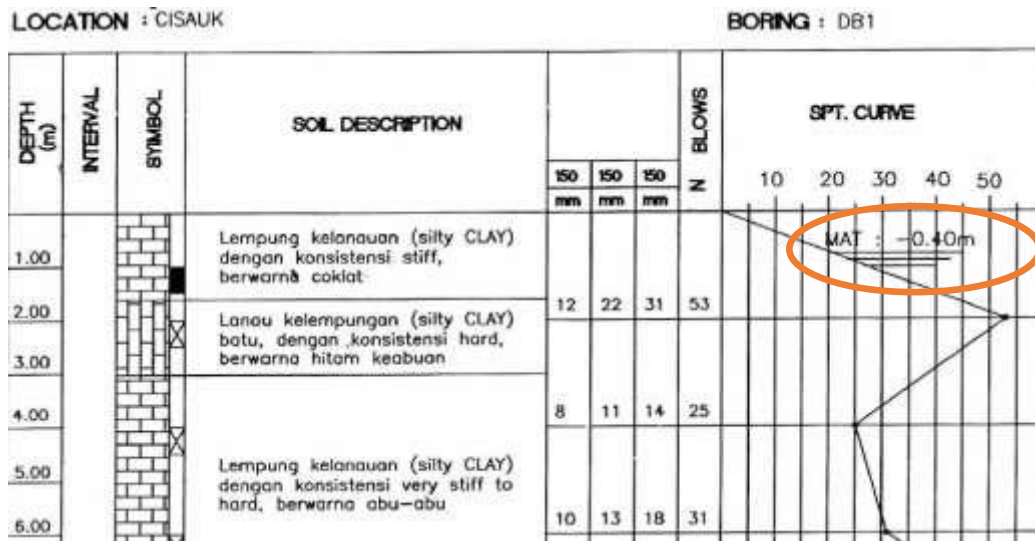 LOCATION : CISAUK
BORING : DB1
DEPTH (m)
INTERVAL
SYIMBOL
SOIL DESCRIPTION
N BLOWS
SPT. CURVE
150 150 150
mm mm mm
10 20 30 40 50
MAT : -0.40m
Lempung kelanauan (silty CLAY)
dengan konsistensi stiff,
berwarna coklat
1.00
2.00
12 22 31 53
Lanau kelempungan (silty CLAY)
batu, dengan konsistensi hard,
berwarna hitam keabuan
3.00
4.00
8 11 14 25
Lempung kelanauan (silty CLAY)
dengan konsistensi very stiff to
hard, berwarna abu-abu
5.00
6.00
10 13 18 31